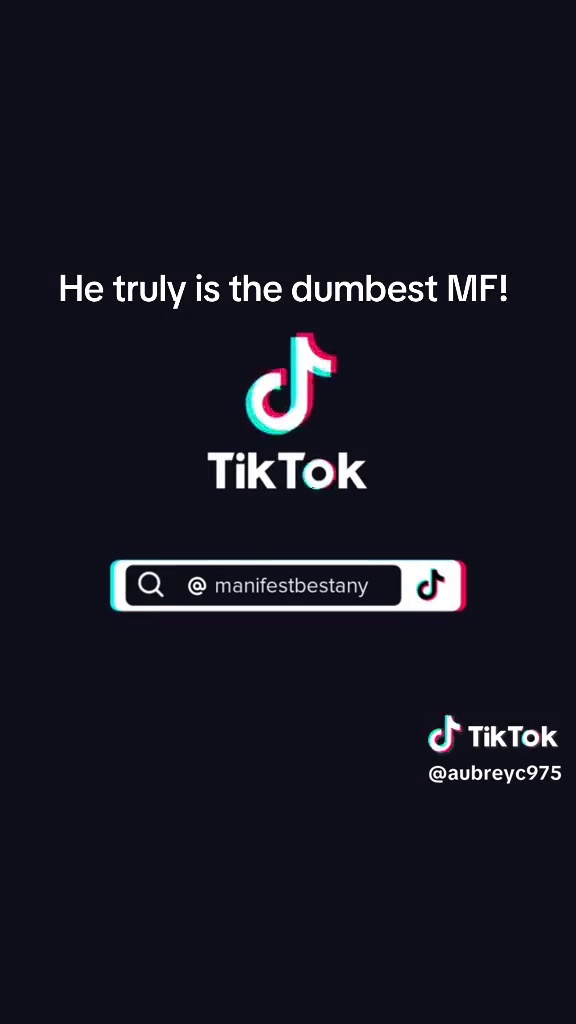 He truly is the dumbest MF!
TikTok
@ manifestbestany
TikTok
@aubreyc975